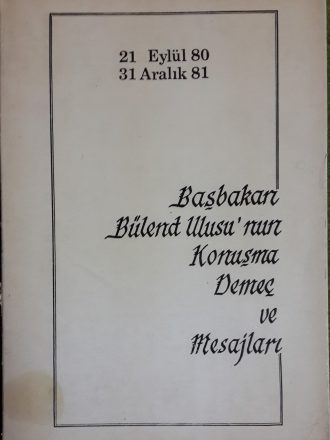 21 Eylül 80
31 Aralık 81
Başbakan
Bülend Ulusu'nun
Konuşma
Demeç
ve
Mesajları